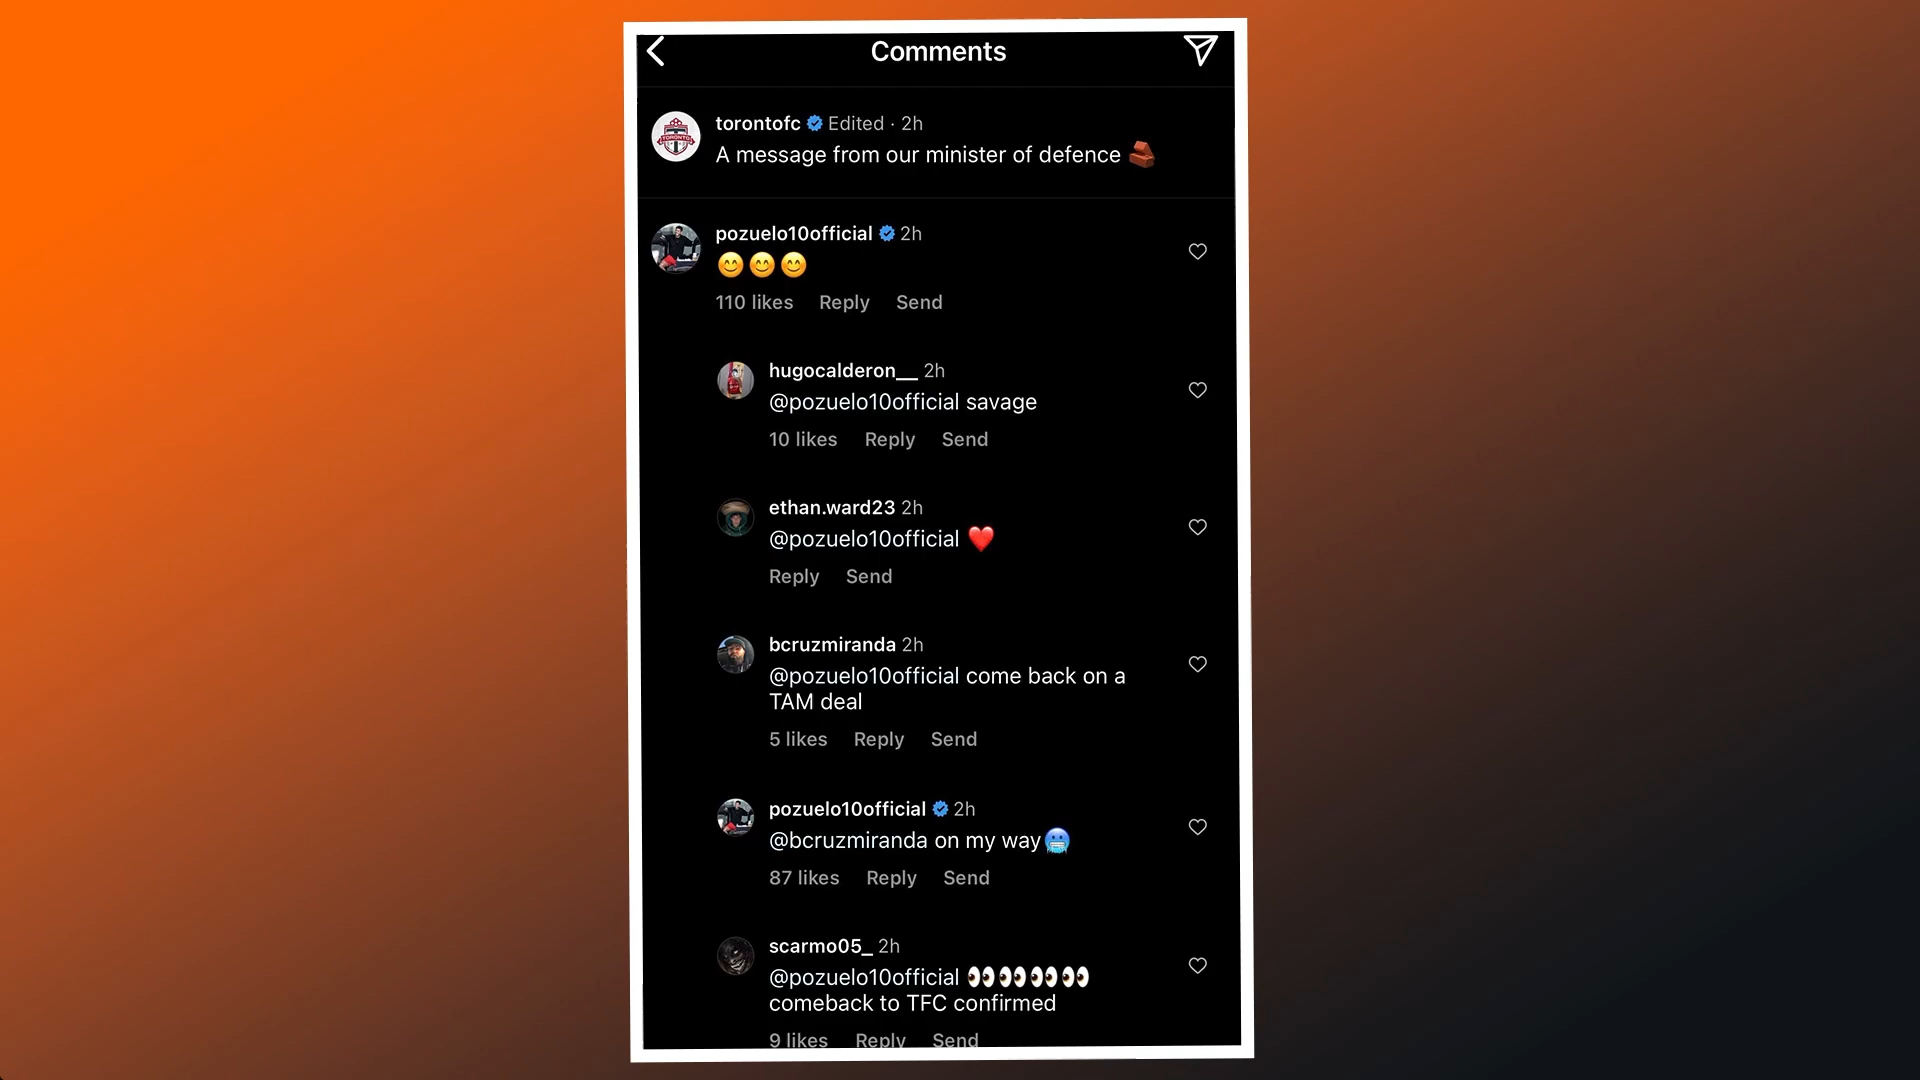 Comments
torontofc Edited · 2h
A message from our minister of defence 🧱
pozuelo10official 2h
😊😊😊
110 likes Reply Send
hugocalderon__ 2h
@pozuelo10official savage
10 likes Reply Send
ethan.ward23 2h
@pozuelo10official ❤️
Reply Send
bcruzmiranda 2h
@pozuelo10official come back on a
TAM deal
5 likes Reply Send
pozuelo10official 2h
@bcruzmiranda on my way🥶
87 likes Reply Send
scarmo05_ 2h
@pozuelo10official 👀👀👀👀
comeback to TFC confirmed
9 likes Reply Send